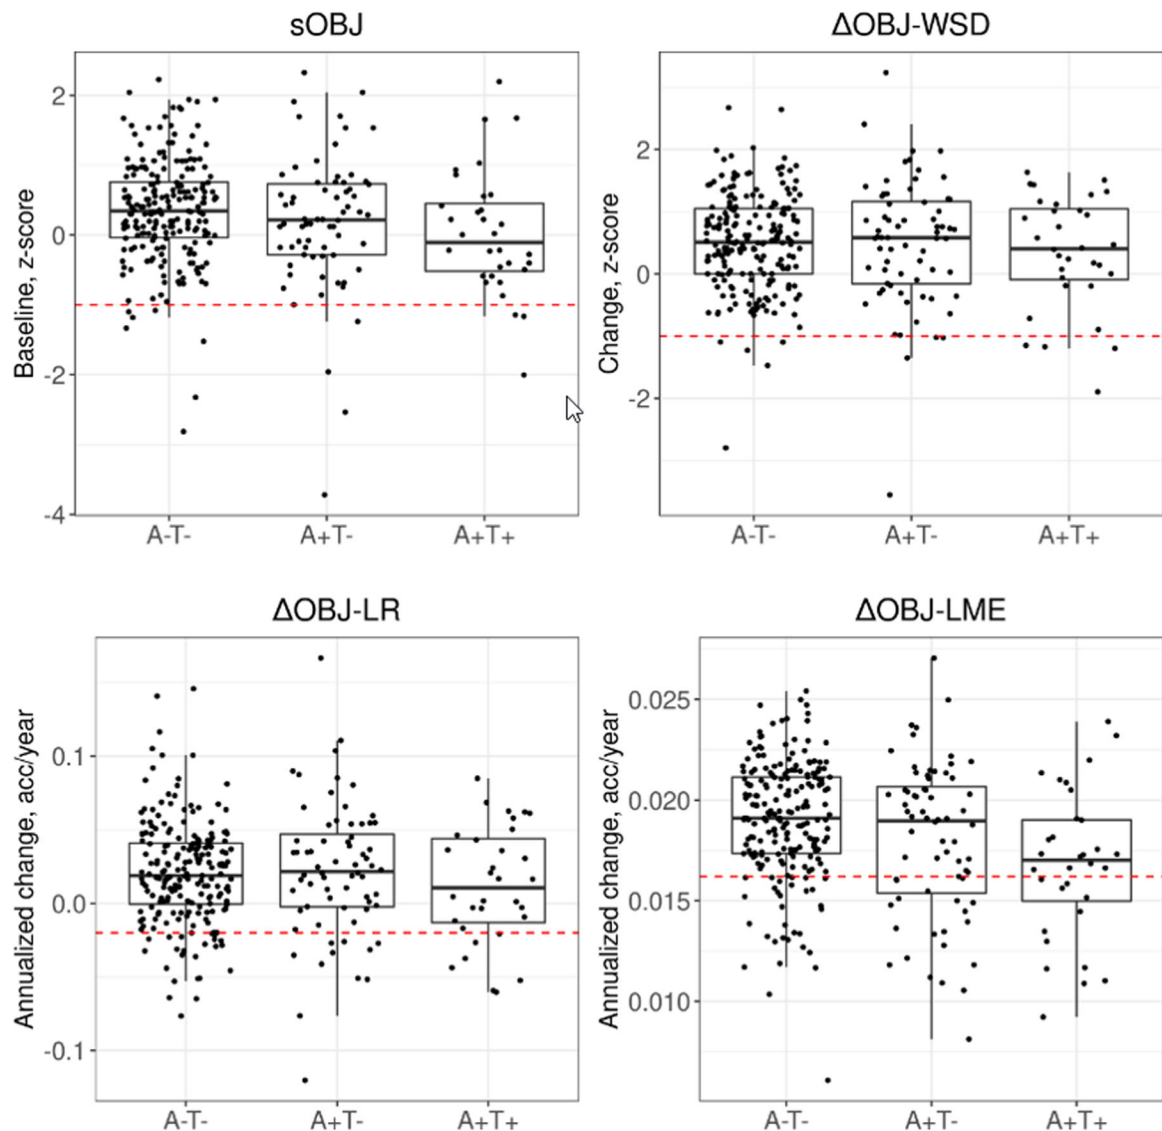 sOBJ
Baseline, z-score
2
0
-2
-4
A-T- A+T- A+T+
ΔOBJ-WSD
Change, z-score
2
0
-2
A-T- A+T- A+T+
ΔOBJ-LR
Annualized change, acc/year
0.1
0.0
-0.1
A-T- A+T- A+T+
ΔOBJ-LME
Annualized change, acc/year
0.025
0.020
0.015
0.010
A-T- A+T- A+T+